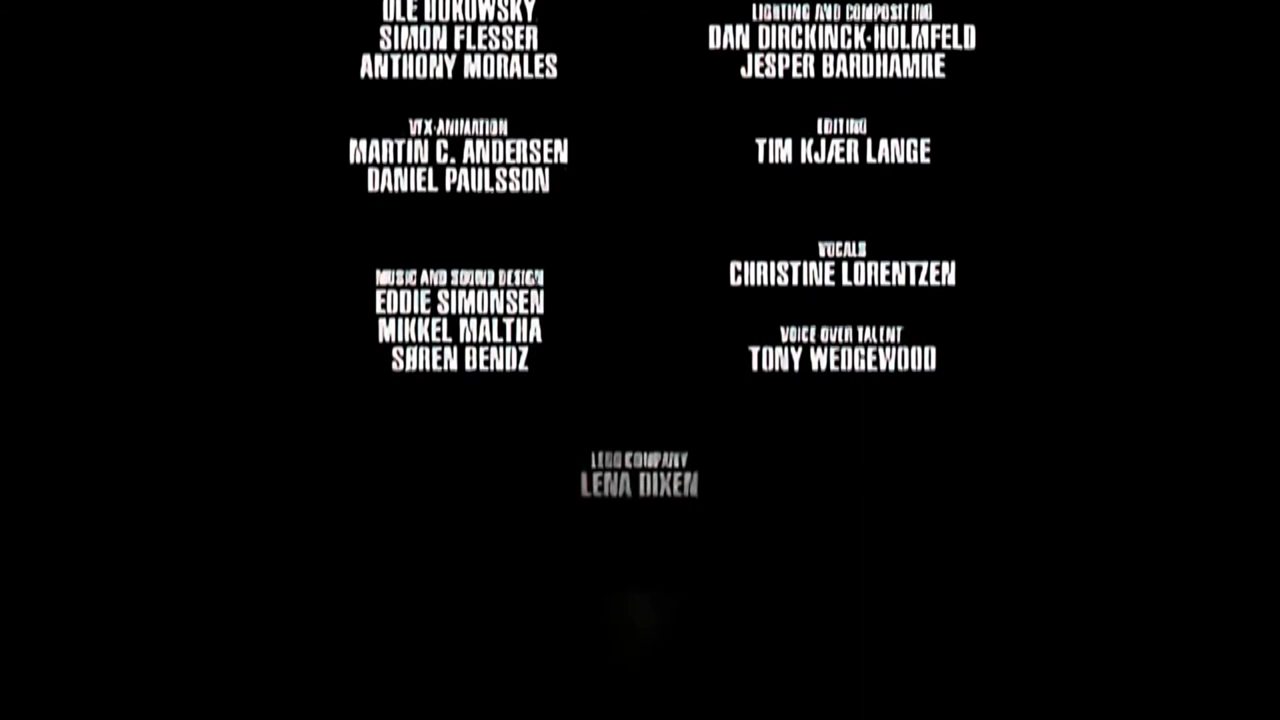 OLE DUKOWSKY
SIMON FLESSER
ANTHONY MORALES
VFX-ANIMATION
MARTIN C. ANDERSEN
DANIEL PAULSSON
MUSIC AND SOUND DESIGN
EDDIE SIMONSEN
MIKKEL MALTHA
SØREN BENDZ
LIGHTING AND COMPOSITING
DAN DIRCKINCK-HOLMFELD
JESPER BARDHAMRE
EDITING
TIM KJÆR LANGE
VOCALS
CHRISTINE LORENTZEN
VOICE OVER TALENT
TONY WEDGEWOOD
LEGO COMPANY
LENA DIXEN